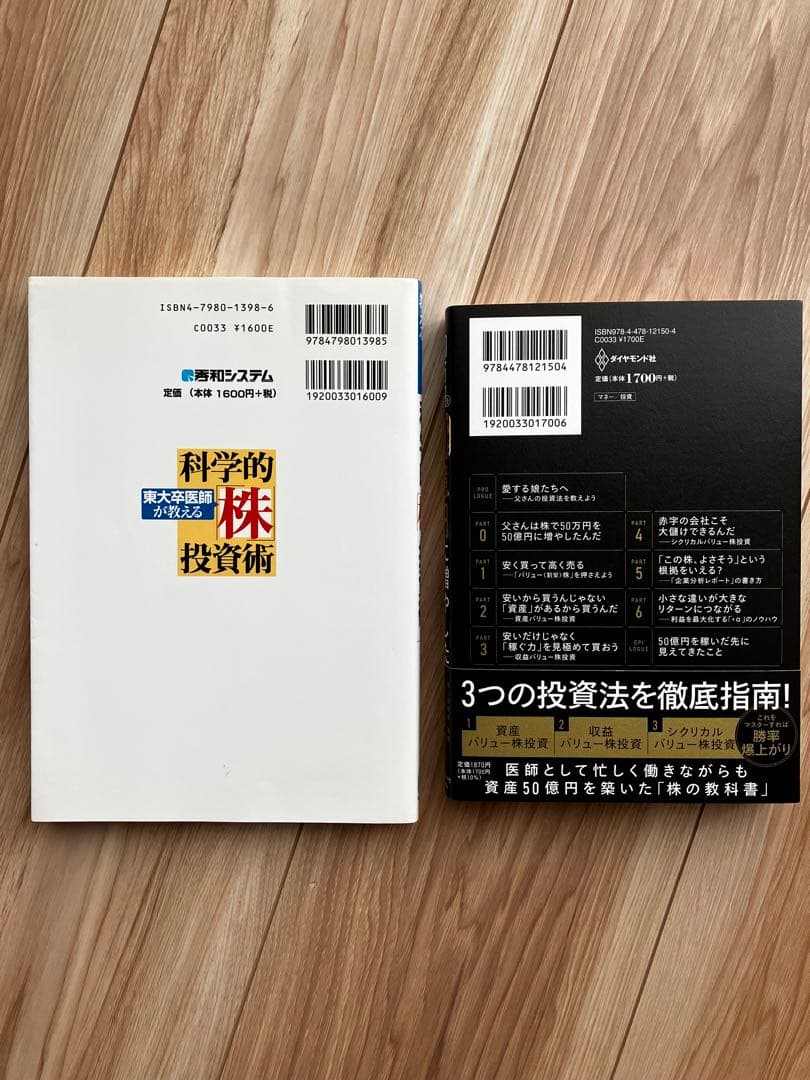 ISBN4-7980-1398-6
C0033 ¥1600E
9784798013985
秀和システム
定価 (本体 1600円+税)
1920033016009
科学的
東大卒医師
が教える
株
投資術
9784478121504
1920033017006
ISBN978-4-478-12150-4
C0033 ¥1700E
ダイヤモンド社
定価(本体1700円+税)
マネー/投資
PRO
LOGUE
愛する娘たちへ
――父さんの投資法を教えよう
PART
0
父さんは株で50万円を
50億円に増やしたんだ
PART
1
安く買って高く売る
――「バリュー(割安)株」を押さえよう
PART
2
安いから買うんじゃない
「資産」があるから買うんだ
――資産バリュー株投資
PART
3
安いだけじゃなく
「稼ぐ力」を見極めて買おう
――収益バリュー株投資
PART
4
赤字の会社こそ
大儲けできるんだ
――シクリカルバリュー株投資
PART
5
「この株、よさそう」という
根拠をいえる?
――「企業分析レポート」の書き方
PART
6
小さな違いが大きな
リターンにつながる
――利益を最大化する「+α」のノウハウ
EPI
LOGUE
50億円を稼いだ先に
見えてきたこと
3つの投資法を徹底指南!
1 資産
バリュー株投資
2 収益
バリュー株投資
3 シクリカル
バリュー株投資
これを
マスターすれば
勝率
爆上がり
定価1870円
(本体1700円
+税10%)
医師として忙しく働きながらも
資産50億円を築いた「株の教科書」